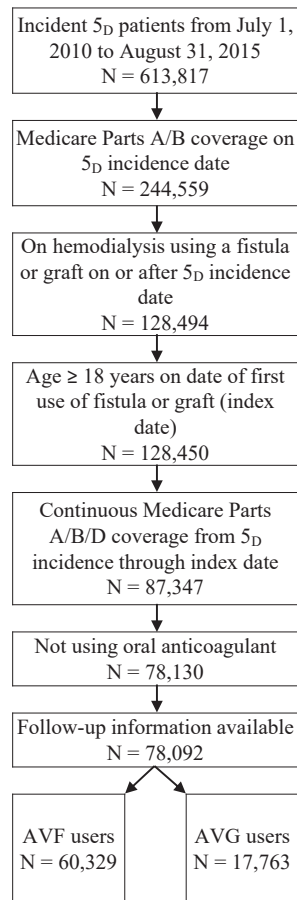 Incident 5D patients from July 1,
2010 to August 31, 2015
N = 613,817
Medicare Parts A/B coverage on
5D incidence date
N = 244,559
On hemodialysis using a fistula
or graft on or after 5D incidence
date
N = 128,494
Age ≥ 18 years on date of first
use of fistula or graft (index
date)
N = 128,450
Continuous Medicare Parts
A/B/D coverage from 5D
incidence through index date
N = 87,347
Not using oral anticoagulant
N = 78,130
Follow-up information available
N = 78,092
AVF users
N = 60,329
AVG users
N = 17,763